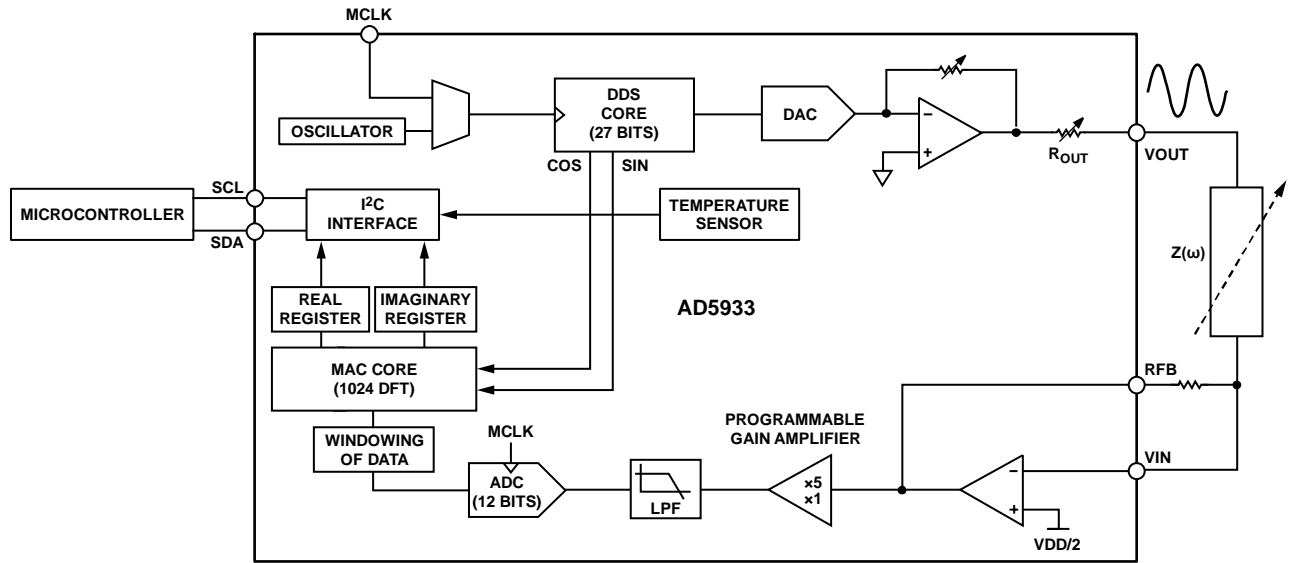 MCLK
OSCILLATOR
DDS
CORE
(27 BITS)
DAC
−
+
R_OUT
VOUT
COS
SIN
SCL
SDA
MICROCONTROLLER
I²C
INTERFACE
TEMPERATURE
SENSOR
Z(ω)
REAL
REGISTER
IMAGINARY
REGISTER
AD5933
MAC CORE
(1024 DFT)
RFB
PROGRAMMABLE
GAIN AMPLIFIER
VIN
WINDOWING
OF DATA
MCLK
ADC
(12 BITS)
LPF
×5
×1
−
+
VDD/2